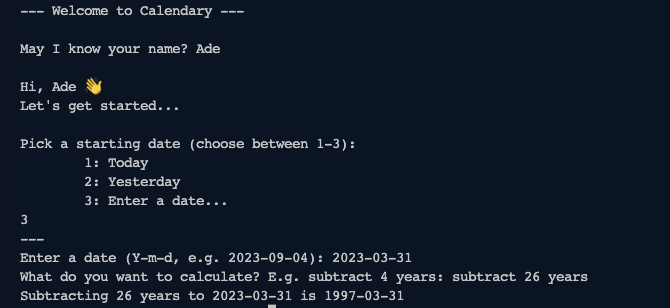 --- Welcome to Calendary ---
May I know your name? Ade
Hi, Ade 👋
Let's get started...
Pick a starting date (choose between 1-3):
1: Today
2: Yesterday
3: Enter a date...
3
---
Enter a date (Y-m-d, e.g. 2023-09-04): 2023-03-31
What do you want to calculate? E.g. subtract 4 years: subtract 26 years
Subtracting 26 years to 2023-03-31 is 1997-03-31